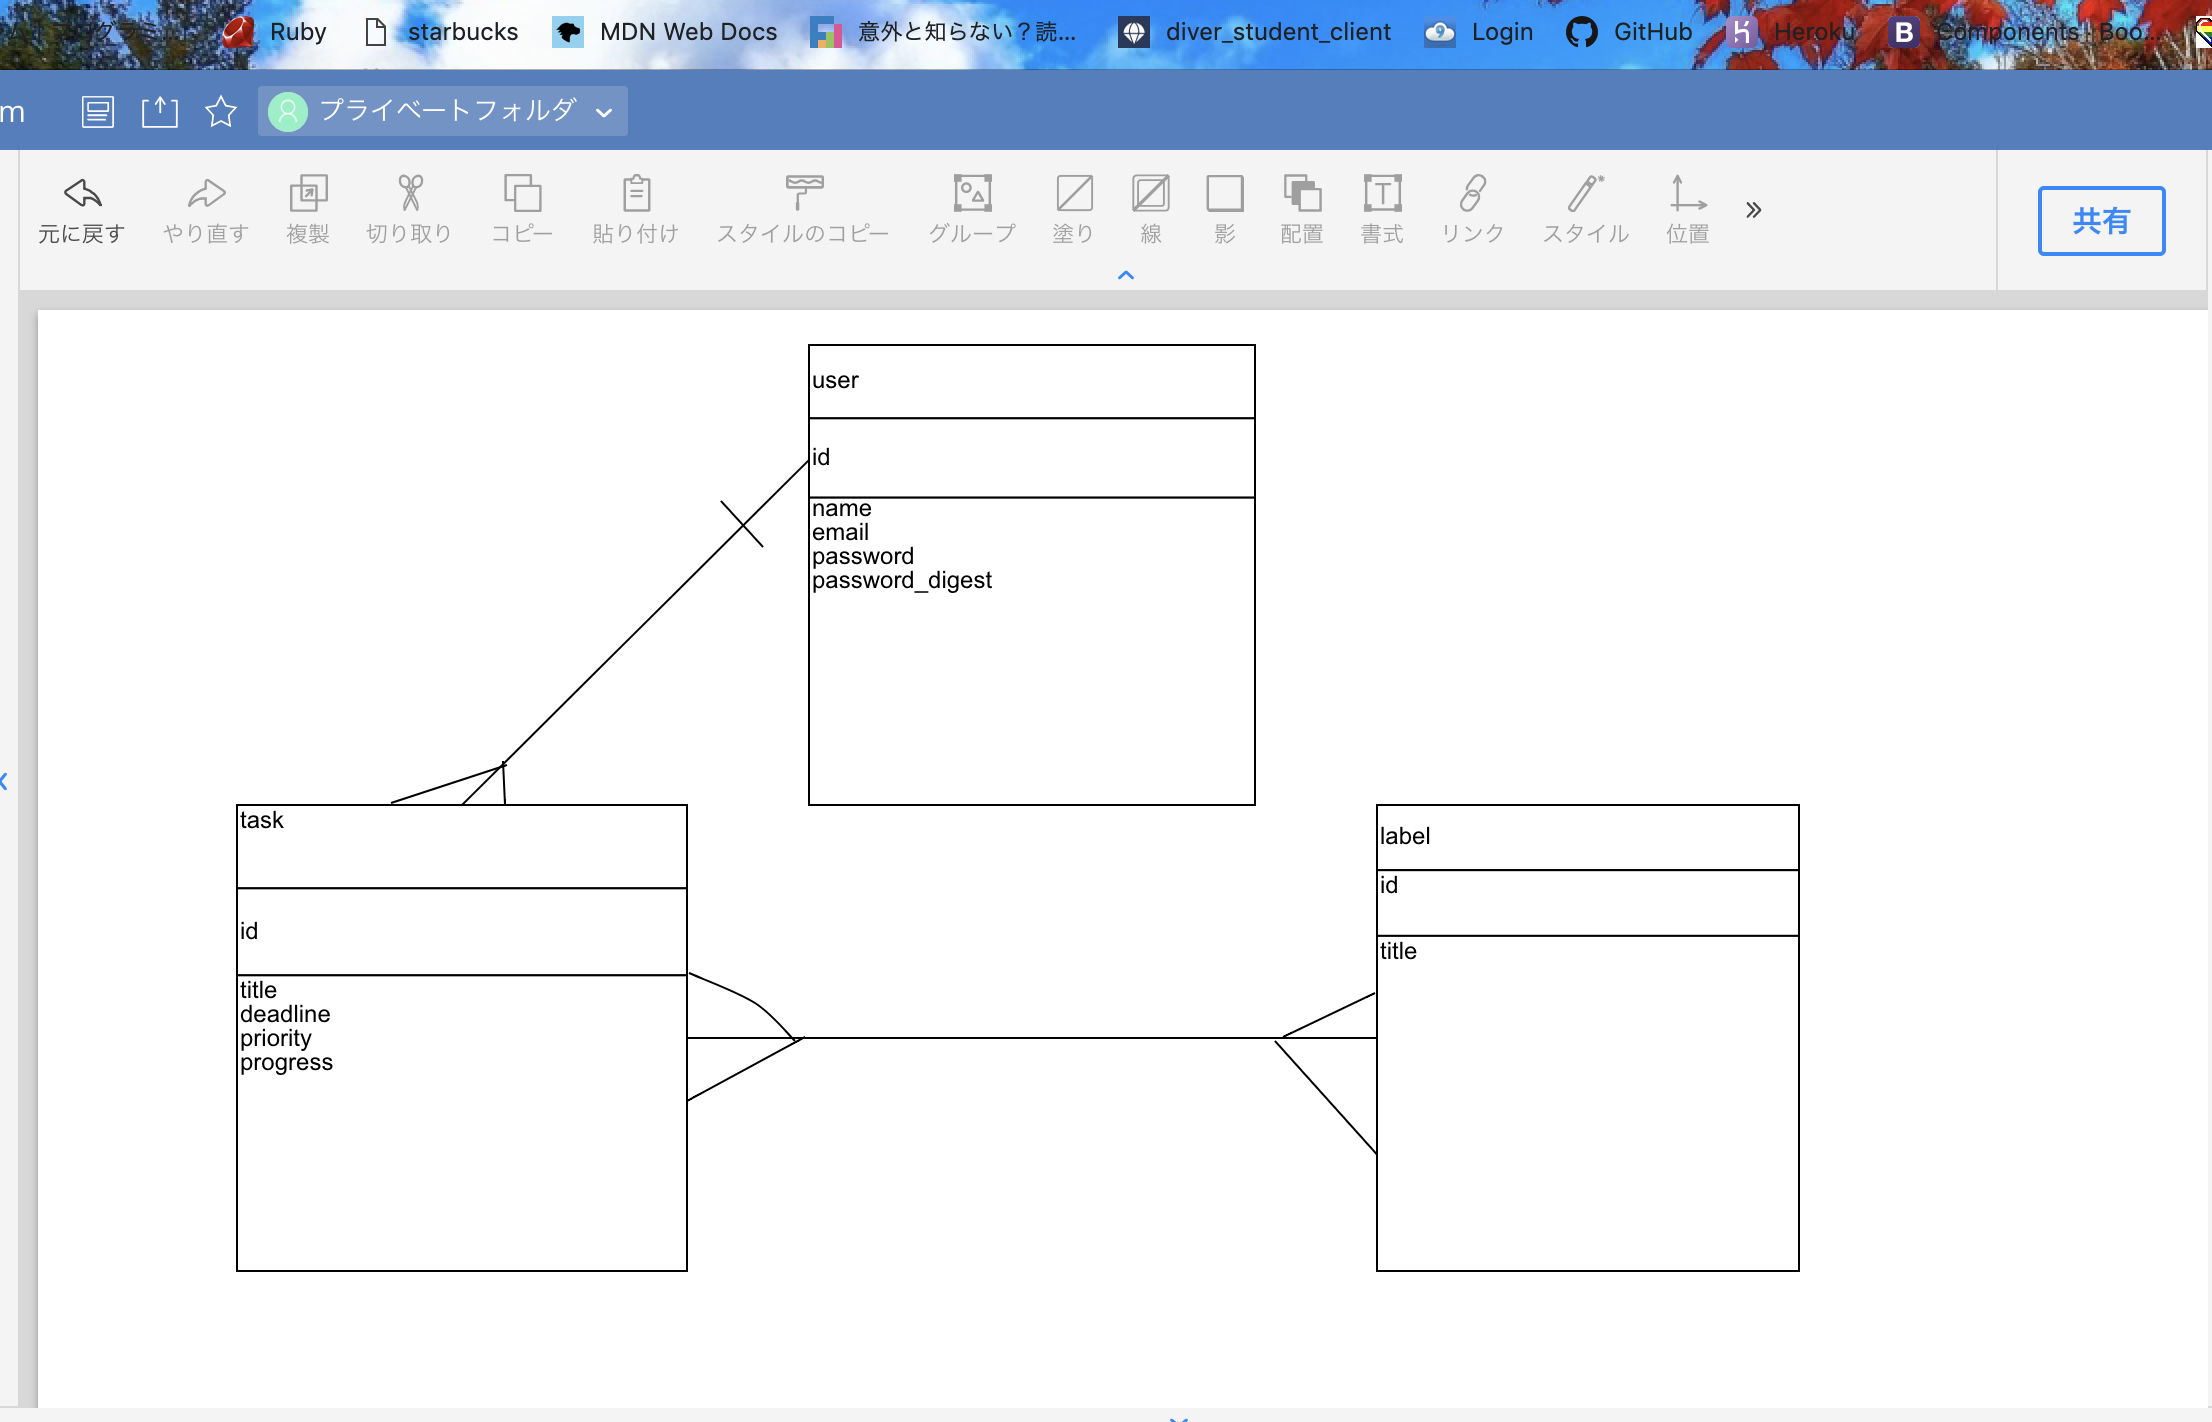 Ruby
starbucks
MDN Web Docs
意外と知らない？読...
diver_student_client
Login
GitHub
Heroku
Components · Boo...
m
プライベートフォルダ
元に戻す
やり直す
複製
切り取り
コピー
貼り付け
スタイルのコピー
グループ
塗り
線
影
配置
書式
リンク
スタイル
位置
共有
user
id
name
email
password
password_digest
task
id
title
deadline
priority
progress
label
id
title